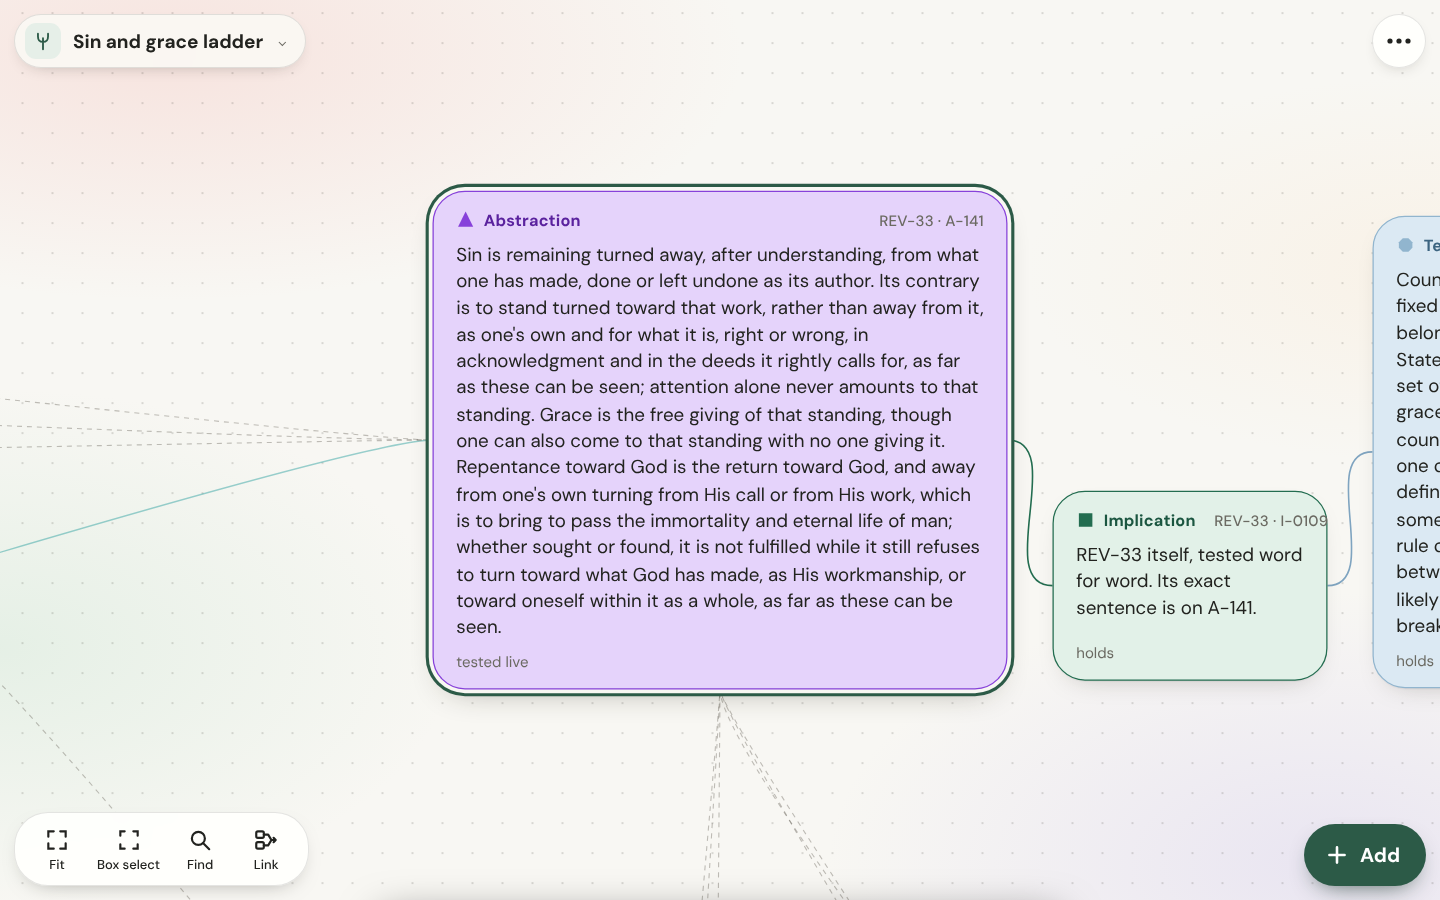 Sin and grace ladder
Abstraction
REV-33 · A-141
Sin is remaining turned away, after understanding, from what
one has made, done or left undone as its author. Its contrary
is to stand turned toward that work, rather than away from it,
as one's own and for what it is, right or wrong, in
acknowledgment and in the deeds it rightly calls for, as far
as these can be seen; attention alone never amounts to that
standing. Grace is the free giving of that standing, though
one can also come to that standing with no one giving it.
Repentance toward God is the return toward God, and away
from one's own turning from His call or from His work, which
is to bring to pass the immortality and eternal life of man;
whether sought or found, it is not fulfilled while it still refuses
to turn toward what God has made, as His workmanship, or
toward oneself within it as a whole, as far as these can be
seen.
tested live
Implication
REV-33 · I-0109
REV-33 itself, tested word
for word. Its exact
sentence is on A-141.
holds
Te
Coun
fixed
belor
State
set o
grace
coun
one o
defin
some
rule o
betw
likely
break
holds
Fit
Box select
Find
Link
Add